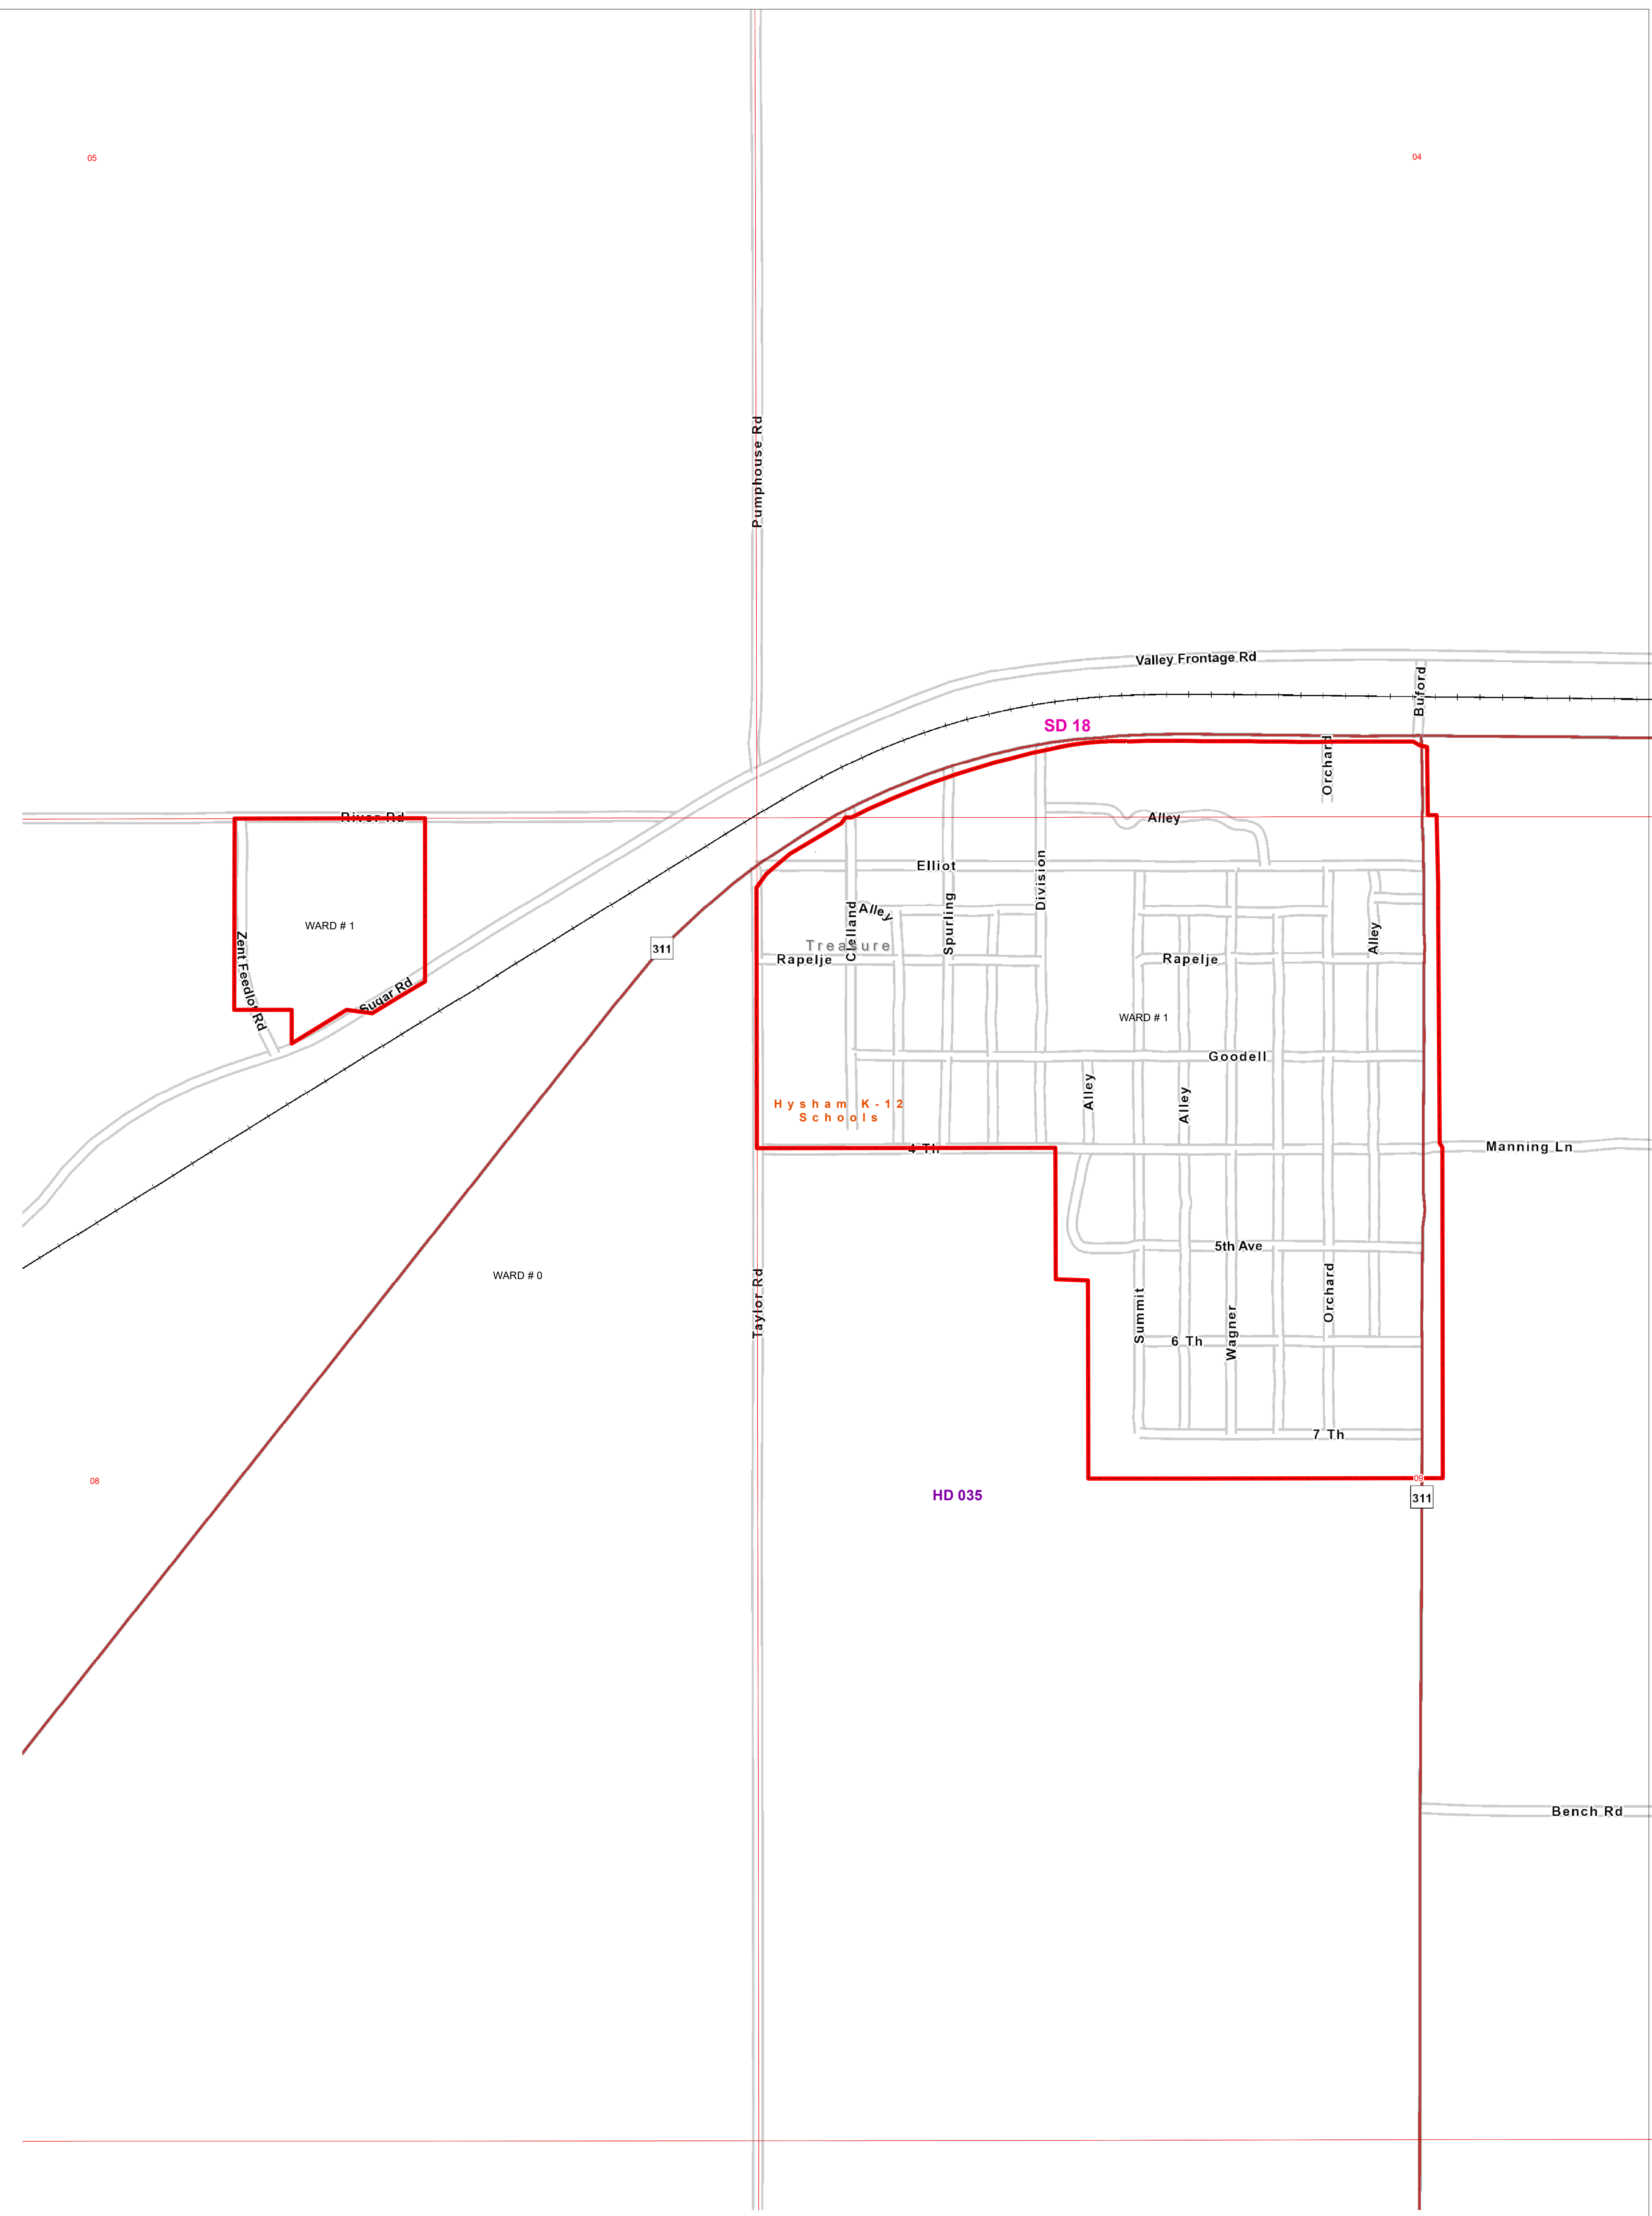 05
04
Pumphouse Rd
Valley Frontage Rd
Buford
SD 18
Orchard
River Rd
Alley
Elliot
Division
Clelland
Alley
Spurling
WARD # 1
Zent Feedlot Rd
Sugar Rd
311
Treasure
Rapelje
Rapelje
Alley
WARD # 1
Goodell
Alley
Alley
Hysham K-12
Schools
4 Th
Manning Ln
5th Ave
WARD # 0
Taylor Rd
Summit
Orchard
Wagner
6 Th
7 Th
08
09
HD 035
311
Bench Rd